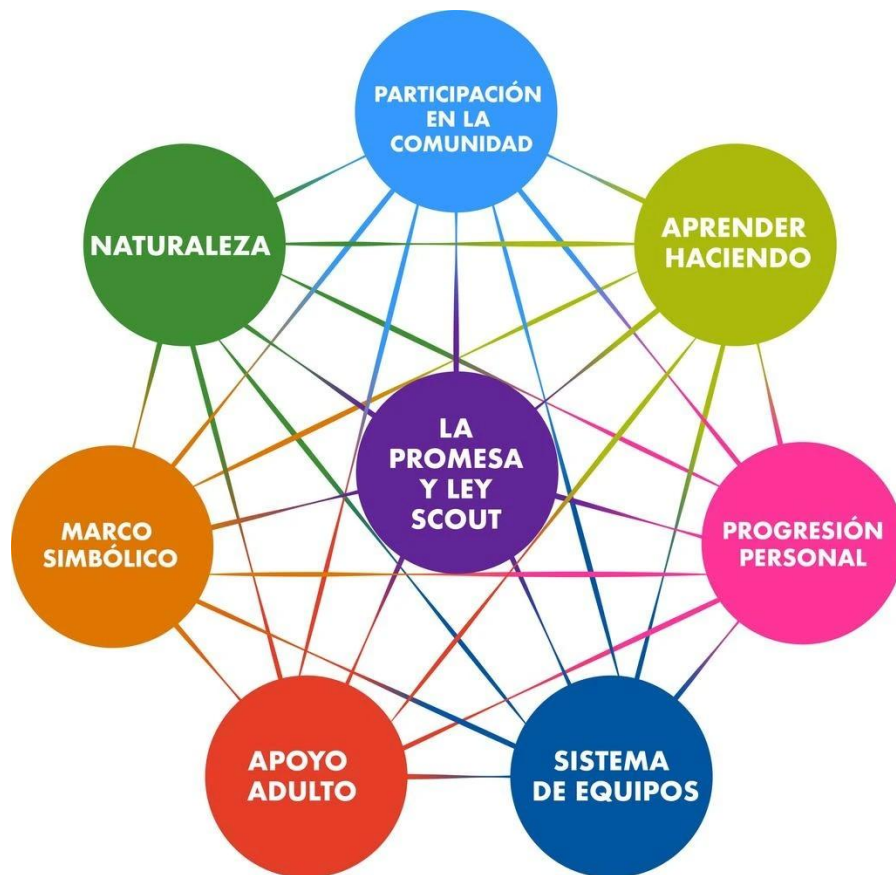 PARTICIPACIÓN
EN LA
COMUNIDAD
NATURALEZA
APRENDER
HACIENDO
LA
PROMESA
Y LEY
SCOUT
MARCO
SIMBÓLICO
PROGRESIÓN
PERSONAL
APOYO
ADULTO
SISTEMA
DE EQUIPOS